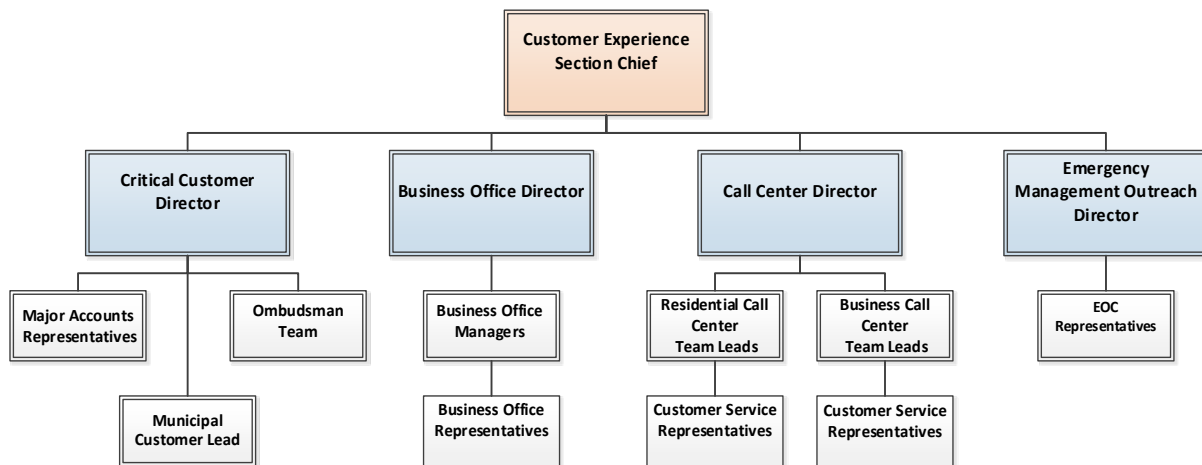 Customer Experience
Section Chief
Critical Customer
Director
Business Office Director
Call Center Director
Emergency
Management Outreach
Director
Major Accounts
Representatives
Ombudsman
Team
Business Office
Managers
Residential Call
Center
Team Leads
Business Call
Center
Team Leads
EOC
Representatives
Municipal
Customer Lead
Business Office
Representatives
Customer Service
Representatives
Customer Service
Representatives